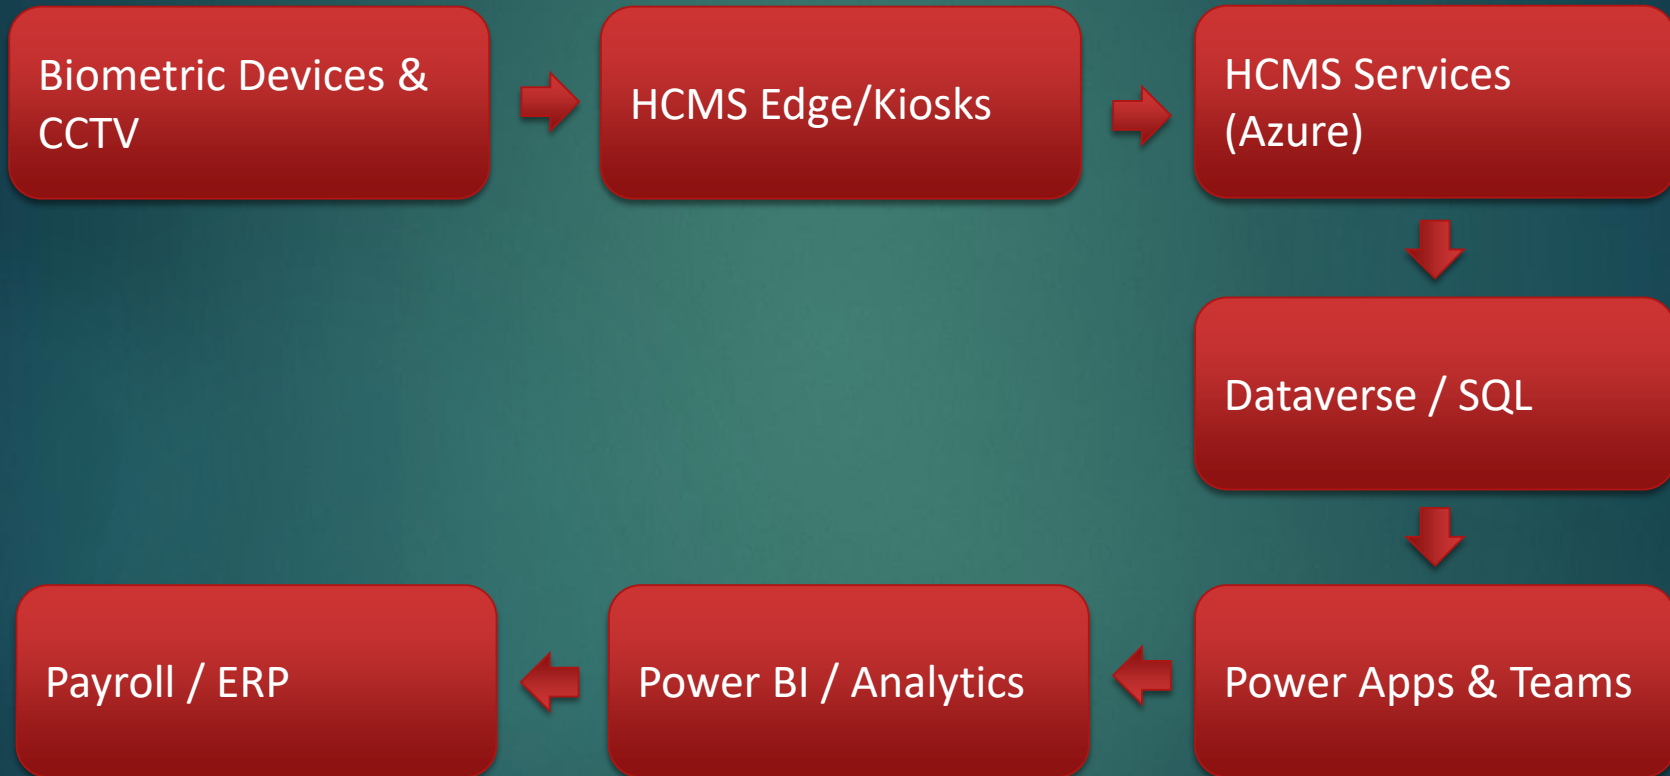 Biometric Devices &
CCTV
HCMS Edge/Kiosks
HCMS Services
(Azure)
Dataverse / SQL
Power Apps & Teams
Power BI / Analytics
Payroll / ERP